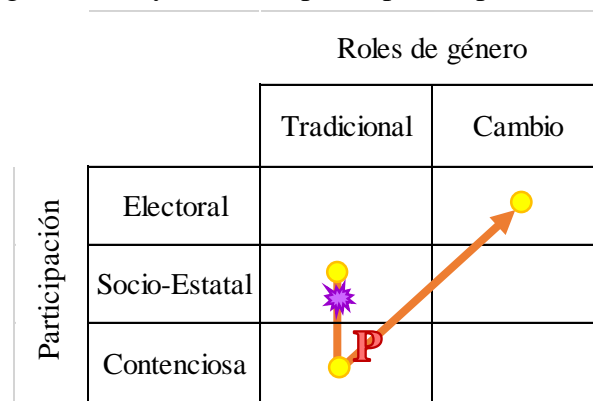 Roles de género
Tradicional Cambio
Participación
Electoral
Socio-Estatal
Contenciosa
P